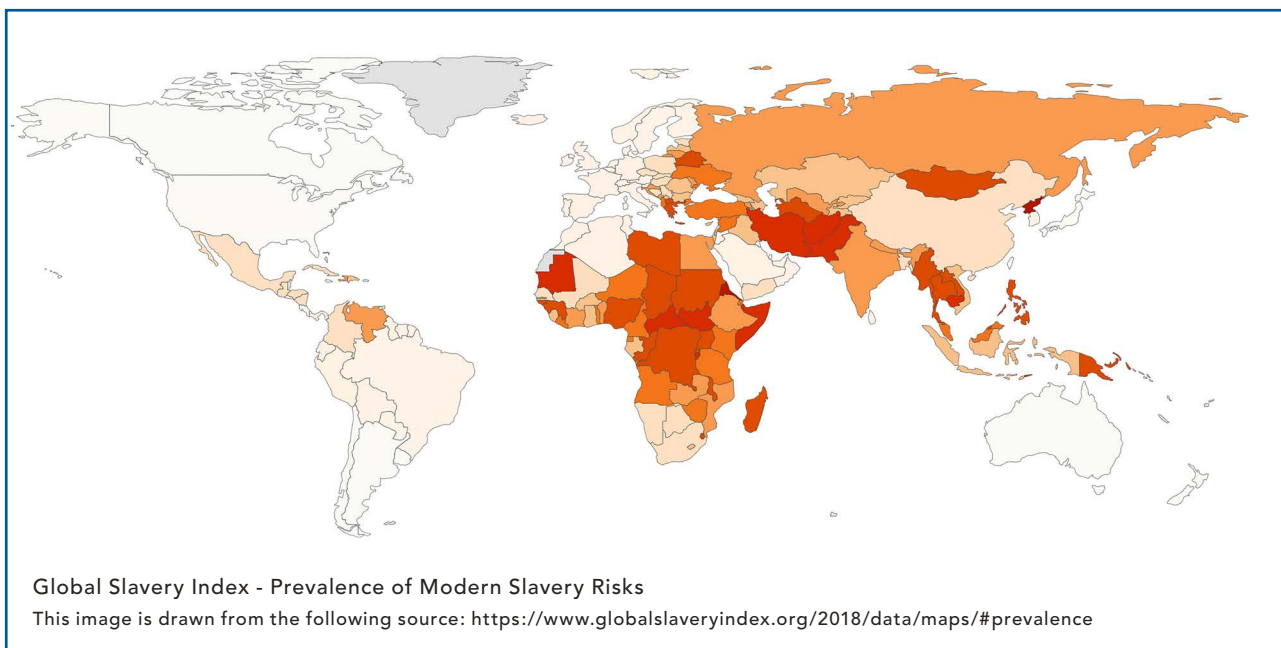 Global Slavery Index - Prevalence of Modern Slavery Risks
This image is drawn from the following source: https://www.globalslaveryindex.org/2018/data/maps/#prevalence